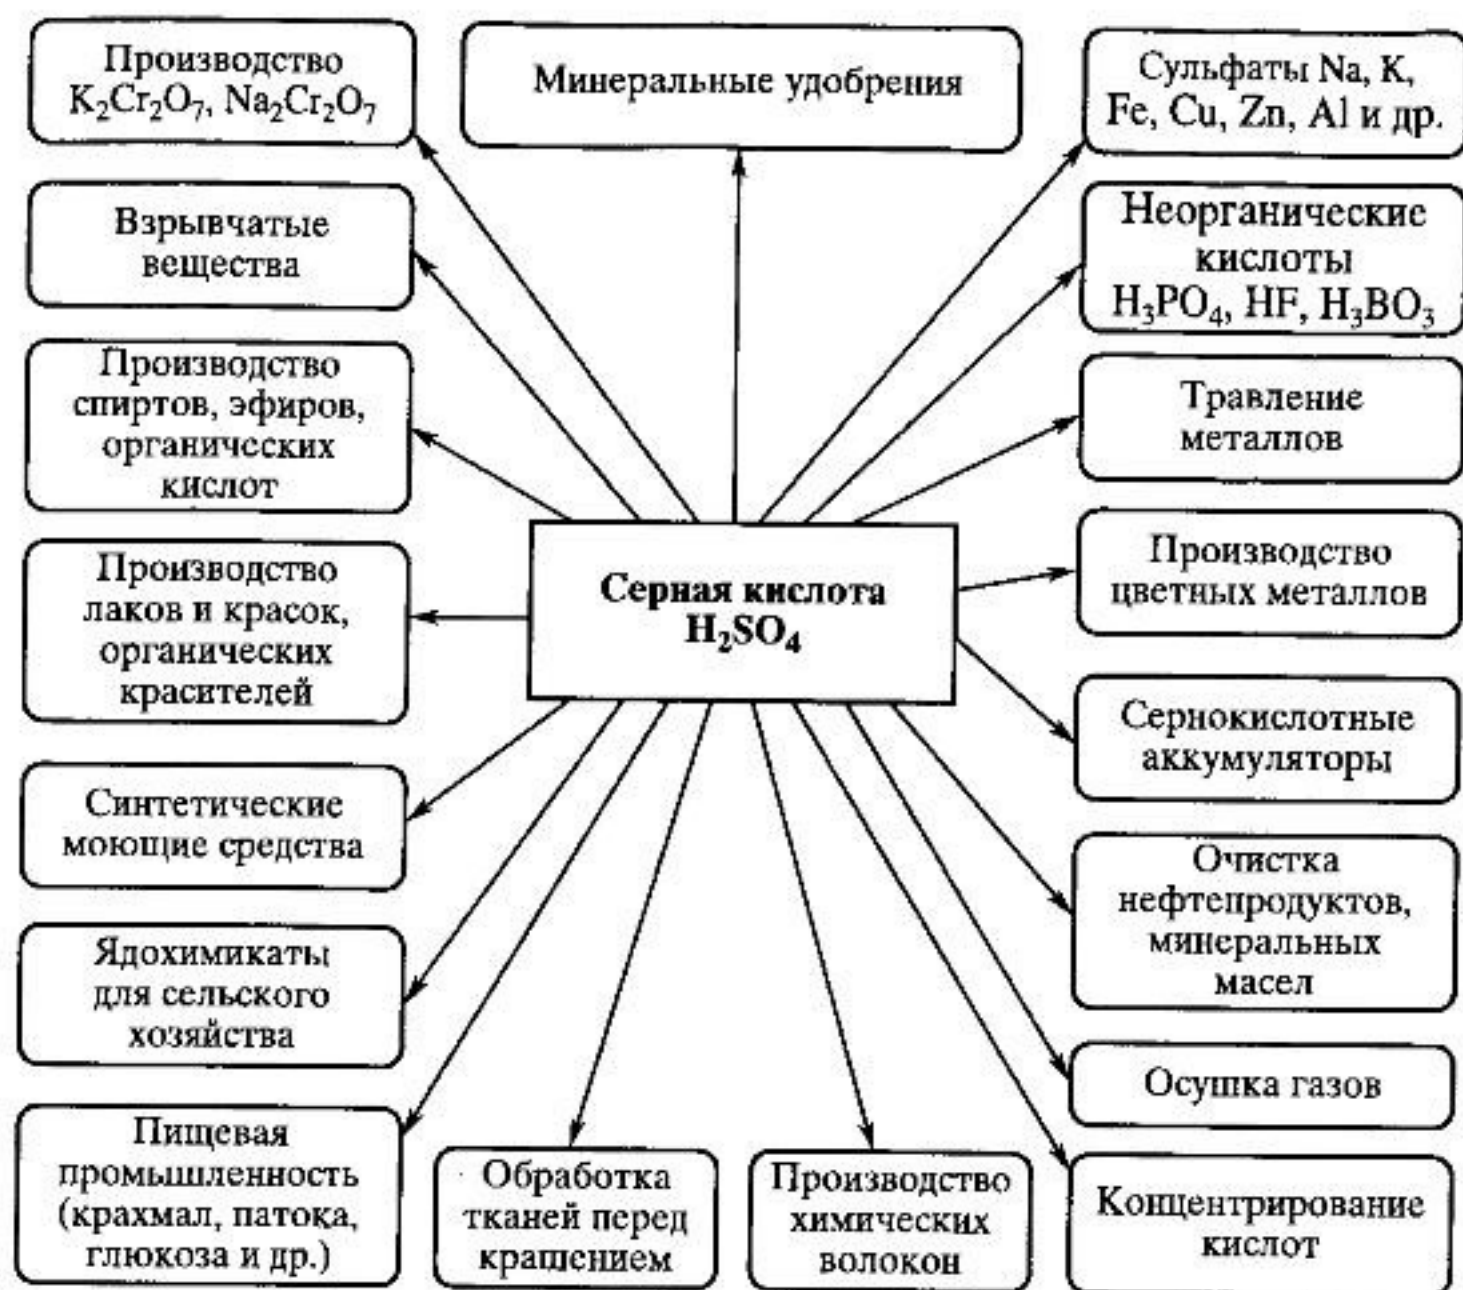 Производство
K₂Cr₂O₇, Na₂Cr₂O₇
Минеральные удобрения
Сульфаты Na, K,
Fe, Cu, Zn, Al и др.
Взрывчатые
вещества
Неорганические
кислоты
H₃PO₄, HF, H₃BO₃
Производство
спиртов, эфиров,
органических
кислот
Травление
металлов
Производство
лаков и красок,
органических
красителей
Серная кислота
H₂SO₄
Производство
цветных металлов
Сернокислотные
аккумуляторы
Синтетические
моющие средства
Очистка
нефтепродуктов,
минеральных
масел
Ядохимикаты
для сельского
хозяйства
Осушка газов
Пищевая
промышленность
(крахмал, патока,
глюкоза и др.)
Обработка
тканей перед
крашением
Производство
химических
волокон
Концентрирование
кислот